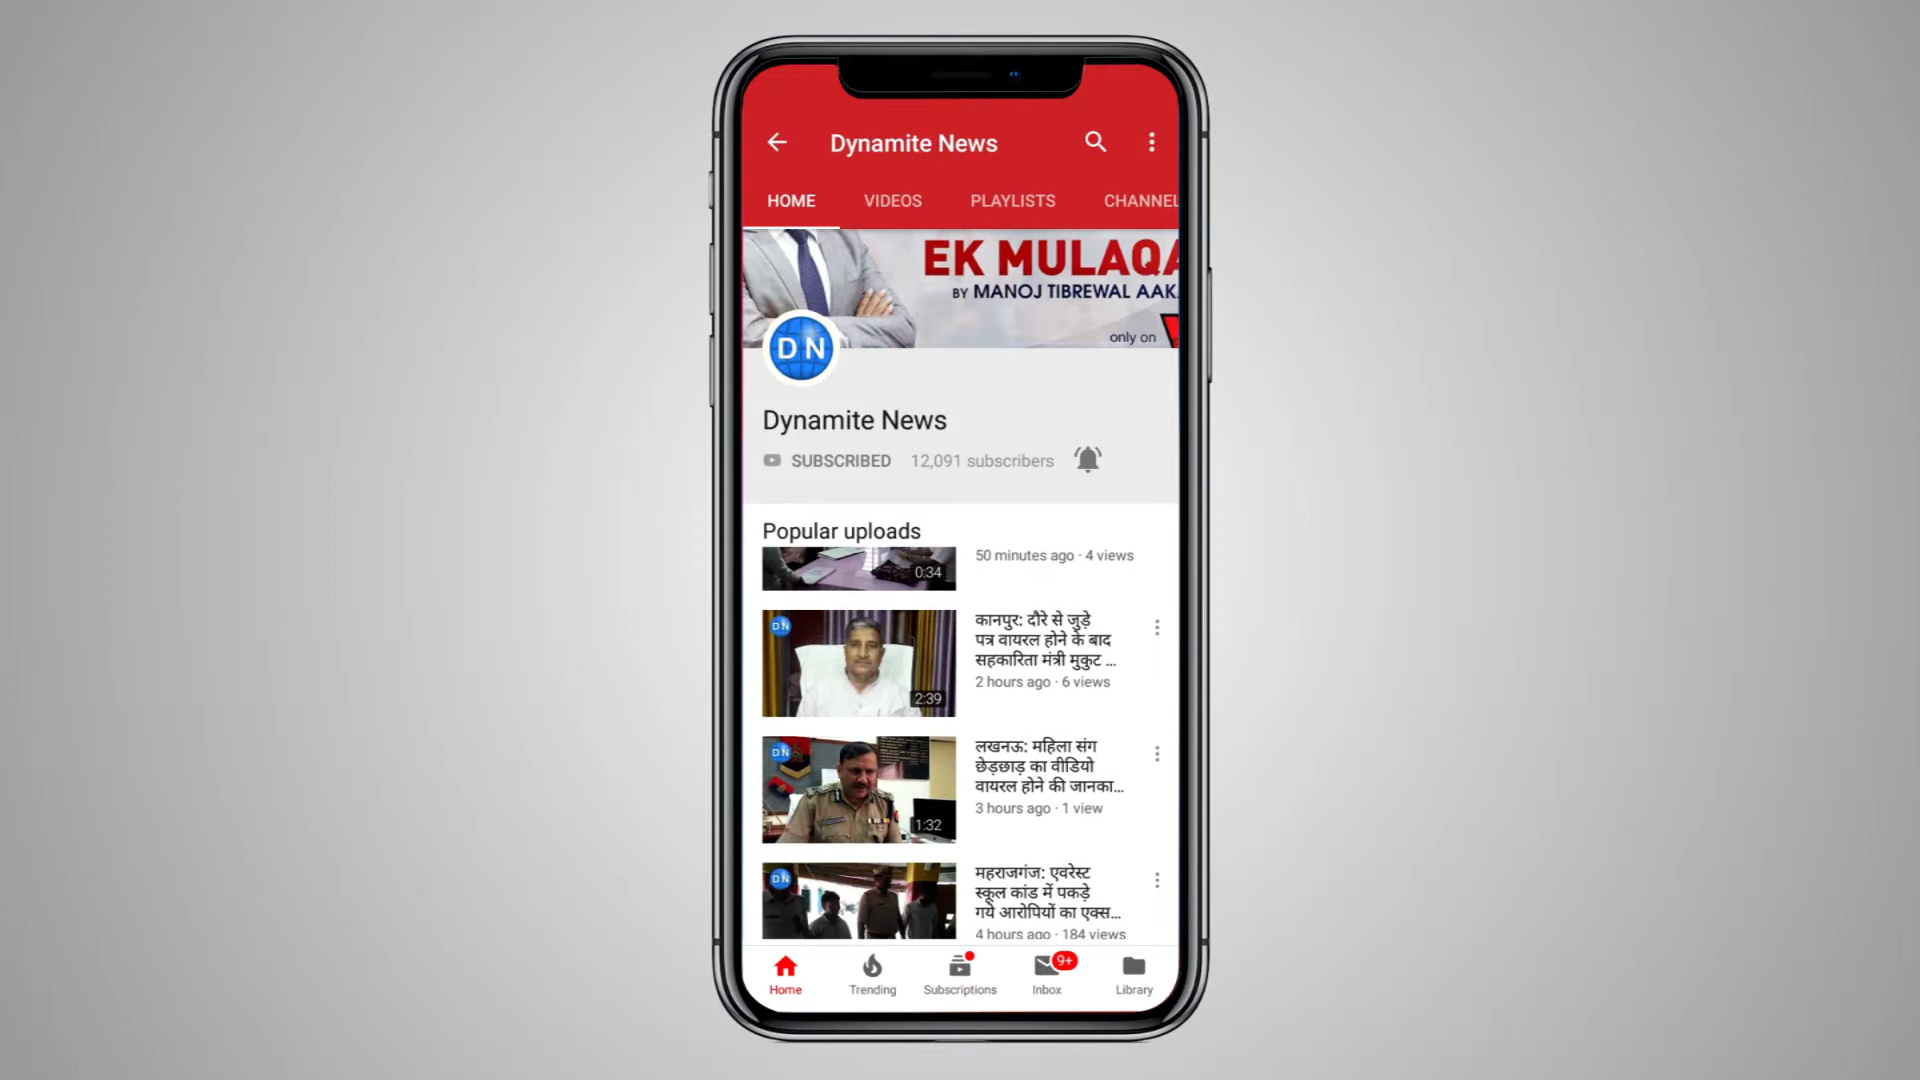 Dynamite News
HOME VIDEOS PLAYLISTS CHANNEL
EK MULAQA
BY MANOJ TIBREWAL AAK
only on
DN
Dynamite News
SUBSCRIBED 12,091 subscribers
Popular uploads
50 minutes ago · 4 views
0:34
DN
कानपुर: दौरे से जुड़े
पत्र वायरल होने के बाद
सहकारिता मंत्री मुकुट ...
2 hours ago · 6 views
2:39
DN
लखनऊ: महिला संग
छेड़छाड़ का वीडियो
वायरल होने की जानका...
3 hours ago · 1 view
1:32
DN
महराजगंज: एवरेस्ट
स्कूल कांड में पकड़े
गये आरोपियों का एक्स...
4 hours ago · 184 views
9+
Home Trending Subscriptions Inbox Library